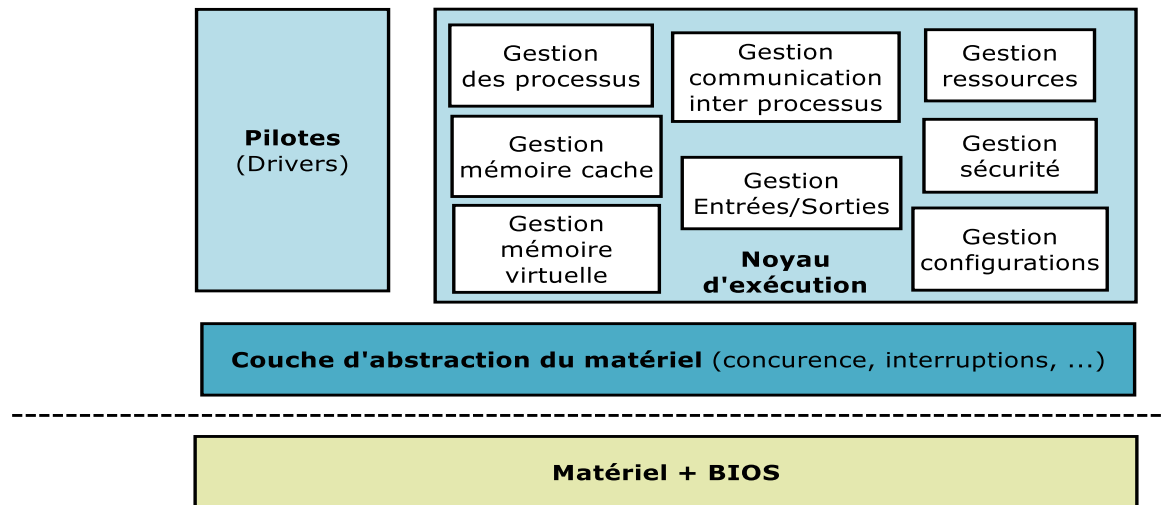 Pilotes
(Drivers)
Gestion
des processus
Gestion
mémoire cache
Gestion
mémoire
virtuelle
Gestion
communication
inter processus
Gestion
Entrées/Sorties
Noyau
d'exécution
Gestion
ressources
Gestion
sécurité
Gestion
configurations
Couche d'abstraction du matériel (concurence, interruptions, ...)
Matériel + BIOS